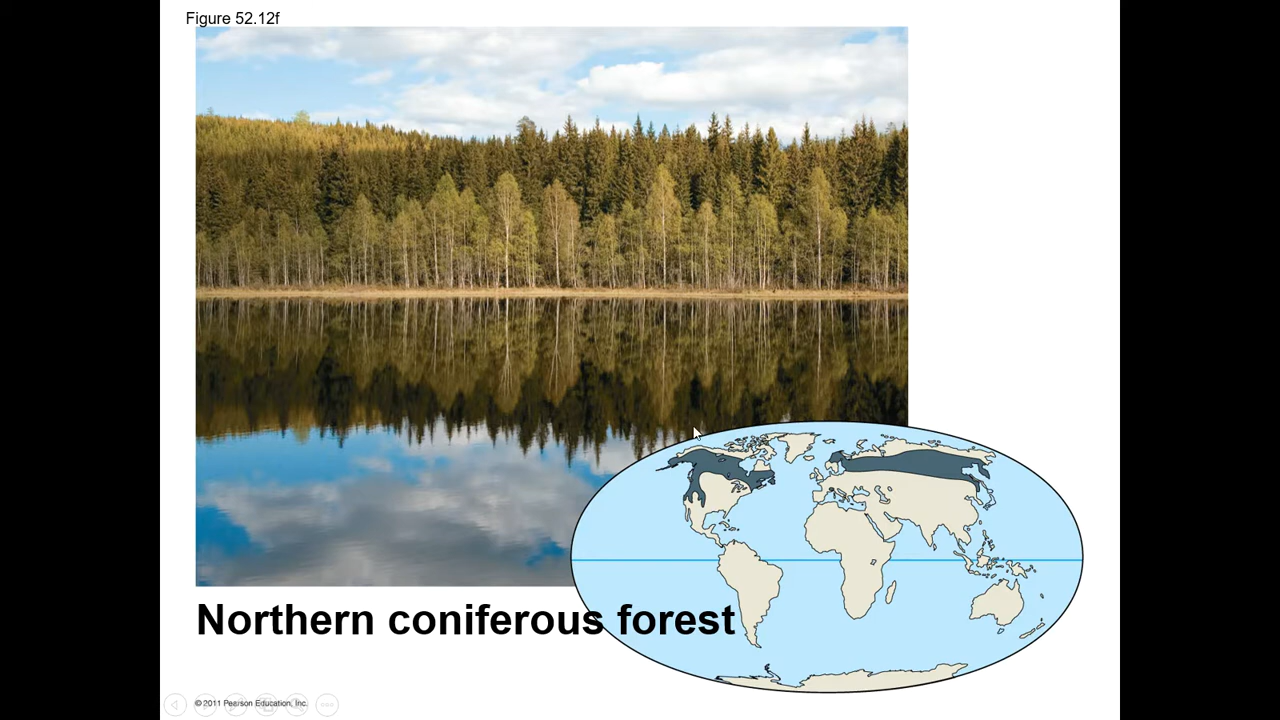 Figure 52.12f
Northern coniferous forest
© 2011 Pearson Education, Inc.